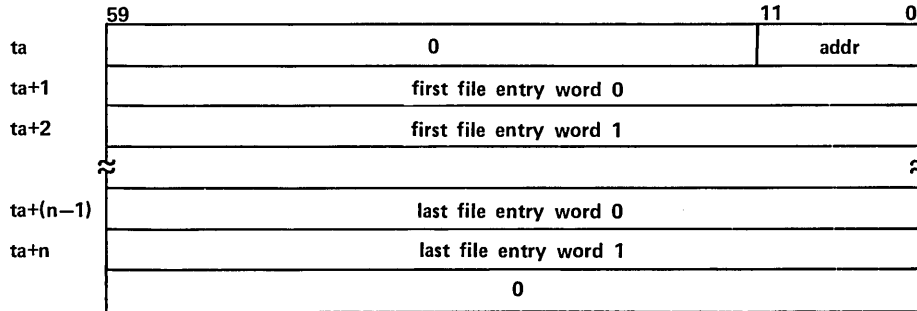 59 11 0
ta 0 addr
ta+1 first file entry word 0
ta+2 first file entry word 1
ta+(n−1) last file entry word 0
ta+n last file entry word 1
0